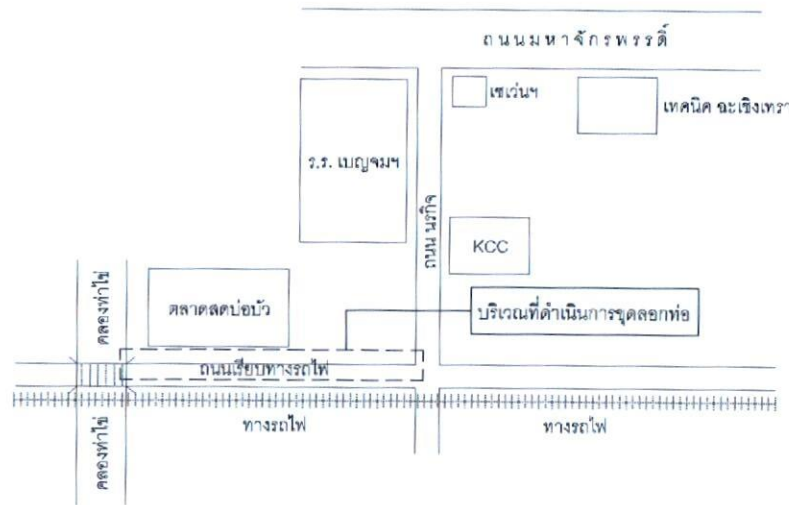 ถนนมหาจักรพรรดิ์
เซเว่นฯ
เทคนิค ฉะเชิงเทรา
ร.ร. เบญจมฯ
ถนน นรกิจ
KCC
คลองท่าไข่
ตลาดสดบ่อบัว
บริเวณที่ดำเนินการขุดลอกท่อ
ถนนเรียบทางรถไฟ
ทางรถไฟ
ทางรถไฟ
คลองท่าไข่